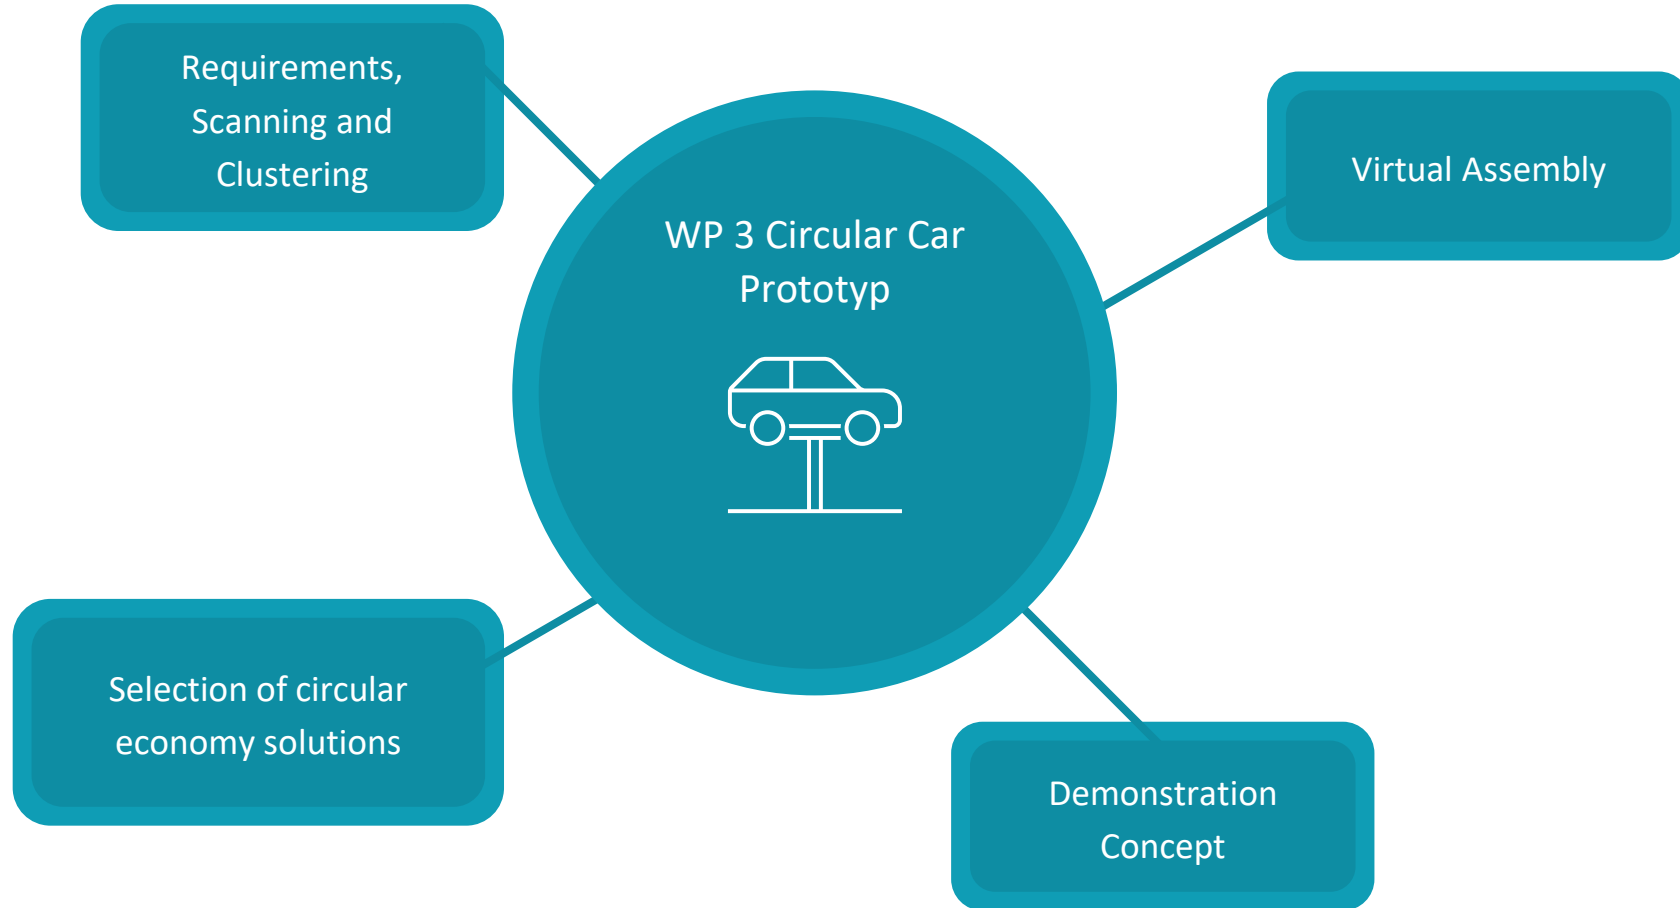 Requirements,
Scanning and
Clustering
Virtual Assembly
WP 3 Circular Car
Prototyp
Selection of circular
economy solutions
Demonstration
Concept